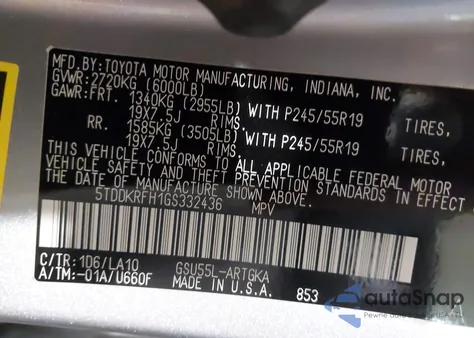 MFD.BY:TOYOTA MOTOR MANUFACTURING, INDIANA, INC.
GVWR: 2720KG (6000LB)
GAWR:FRT. 1340KG (2955LB) WITH P245/55R19 TIRES,
19X7.5J RIMS,
RR. 1585KG (3505LB) WITH P245/55R19 TIRES,
19X7.5J RIMS.
THIS VEHICLE CONFORMS TO ALL APPLICABLE FEDERAL MOTOR
VEHICLE SAFETY AND THEFT PREVENTION STANDARDS IN EFFECT
ON THE DATE OF MANUFACTURE SHOWN ABOVE.
5TDDKRFH1GS332436 MPV
C/TR: 1D6/LA10 GSU55L-ARTGKA
A/TM:-01A/U660F MADE IN U.S.A. 853
autoSnap
Pewne auto